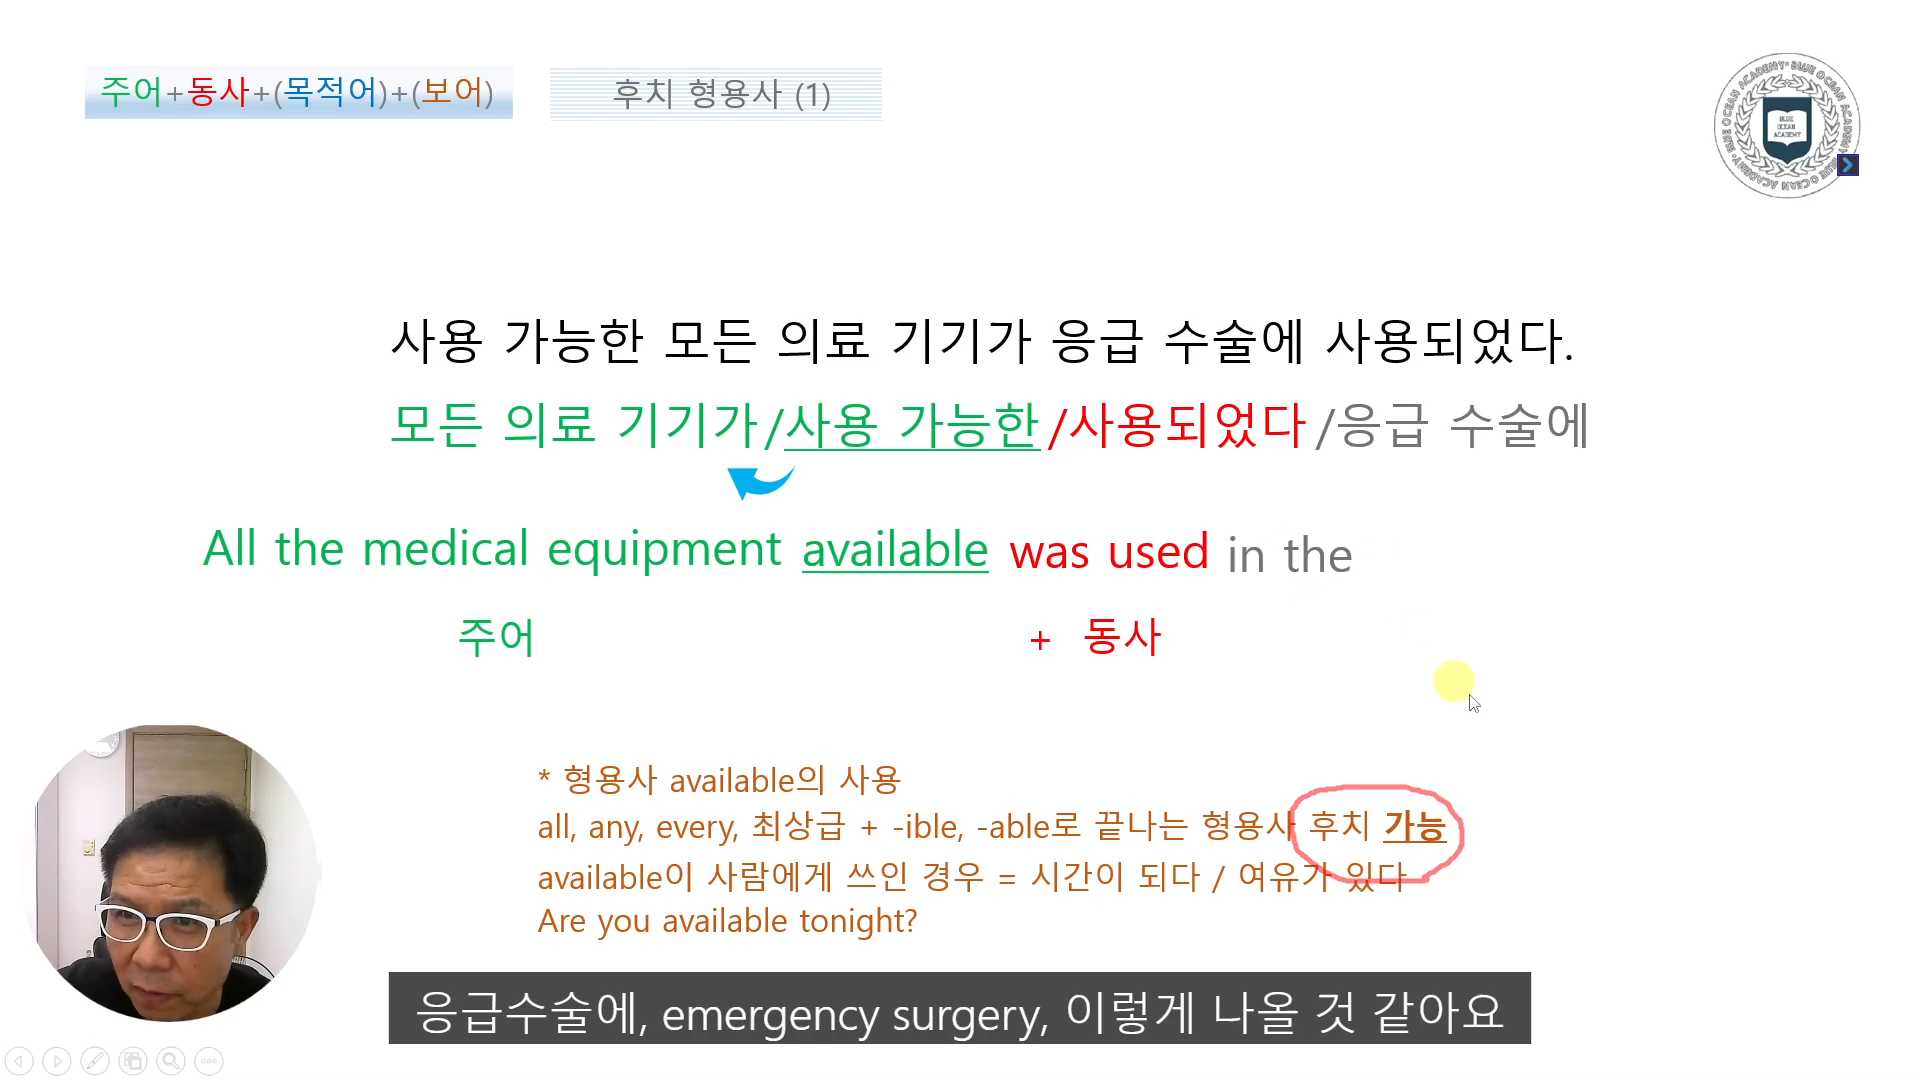 주어+동사+(목적어)+(보어)
후치 형용사 (1)
BLUE OCEAN ACADEMY
사용 가능한 모든 의료 기기가 응급 수술에 사용되었다.
모든 의료 기기가/사용 가능한/사용되었다/응급 수술에
All the medical equipment available was used in the
주어 + 동사
* 형용사 available의 사용
all, any, every, 최상급 + -ible, -able로 끝나는 형용사 후치 가능
available이 사람에게 쓰인 경우 = 시간이 되다 / 여유가 있다
Are you available tonight?
응급수술에, emergency surgery, 이렇게 나올 것 같아요